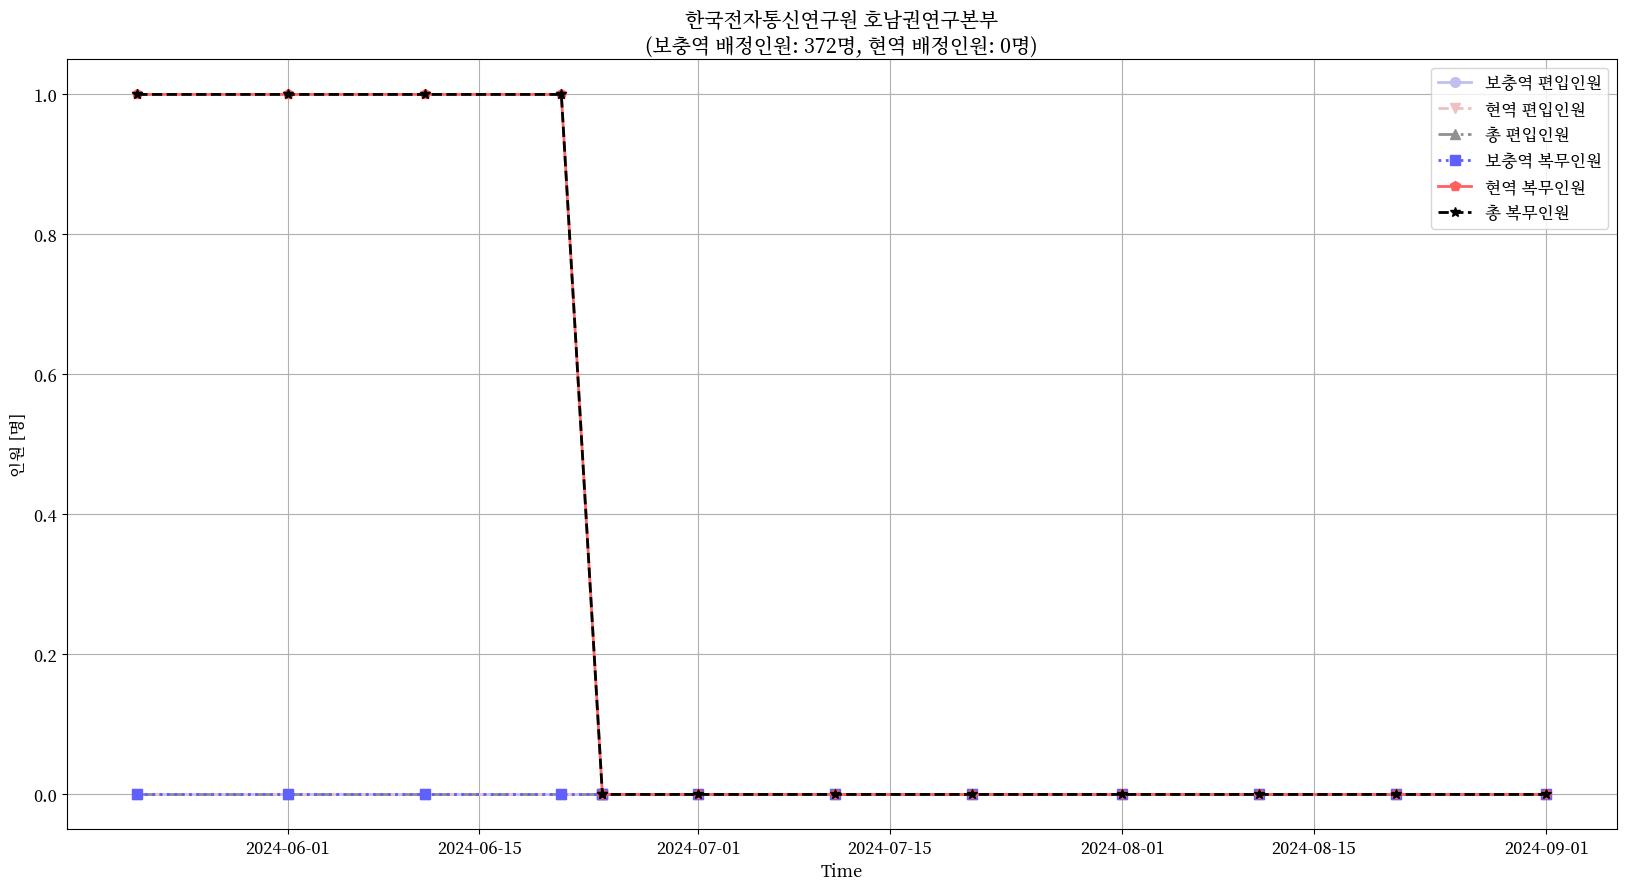 한국전자통신연구원 호남권연구본부
(보충역 배정인원: 372명, 현역 배정인원: 0명)
보충역 편입인원
현역 편입인원
총 편입인원
보충역 복무인원
현역 복무인원
총 복무인원
인원 [명]
1.0
0.8
0.6
0.4
0.2
0.0
2024-06-01
2024-06-15
2024-07-01
2024-07-15
2024-08-01
2024-08-15
2024-09-01
Time